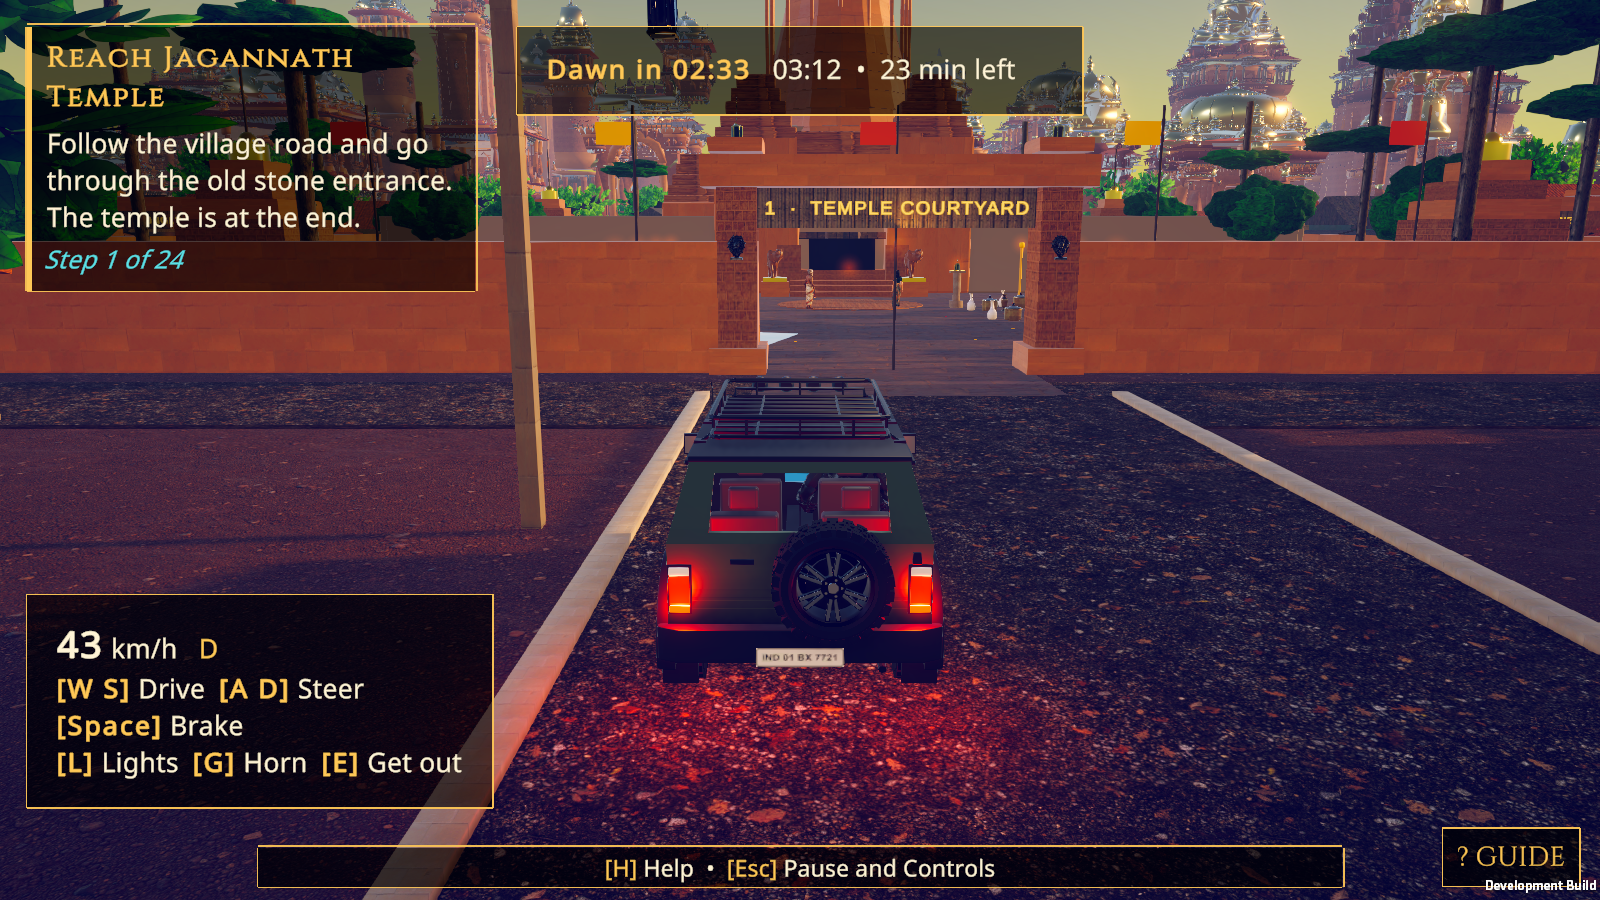 REACH JAGANNATH
TEMPLE
Follow the village road and go
through the old stone entrance.
The temple is at the end.
Step 1 of 24
Dawn in 02:33 03:12 • 23 min left
1 · TEMPLE COURTYARD
IND 01 BX 7721
43 km/h D
[W S] Drive [A D] Steer
[Space] Brake
[L] Lights [G] Horn [E] Get out
[H] Help • [Esc] Pause and Controls
? GUIDE
Development Build